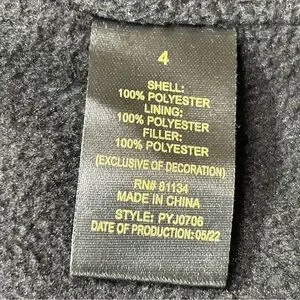 4
SHELL:
100% POLYESTER
LINING:
100% POLYESTER
FILLER:
100% POLYESTER
(EXCLUSIVE OF DECORATION)
RN# 81134
MADE IN CHINA
STYLE: PYJ0706
DATE OF PRODUCTION: 05/22